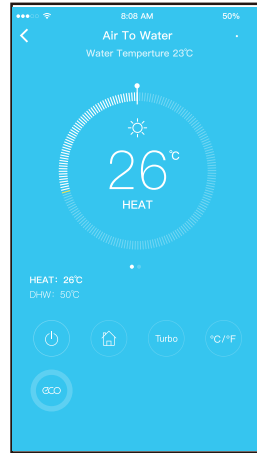 8:08 AM 50%
Air To Water
Water Temperture 23℃
26℃
HEAT
HEAT: 26℃
DHW: 50℃
Turbo °C/°F
eco